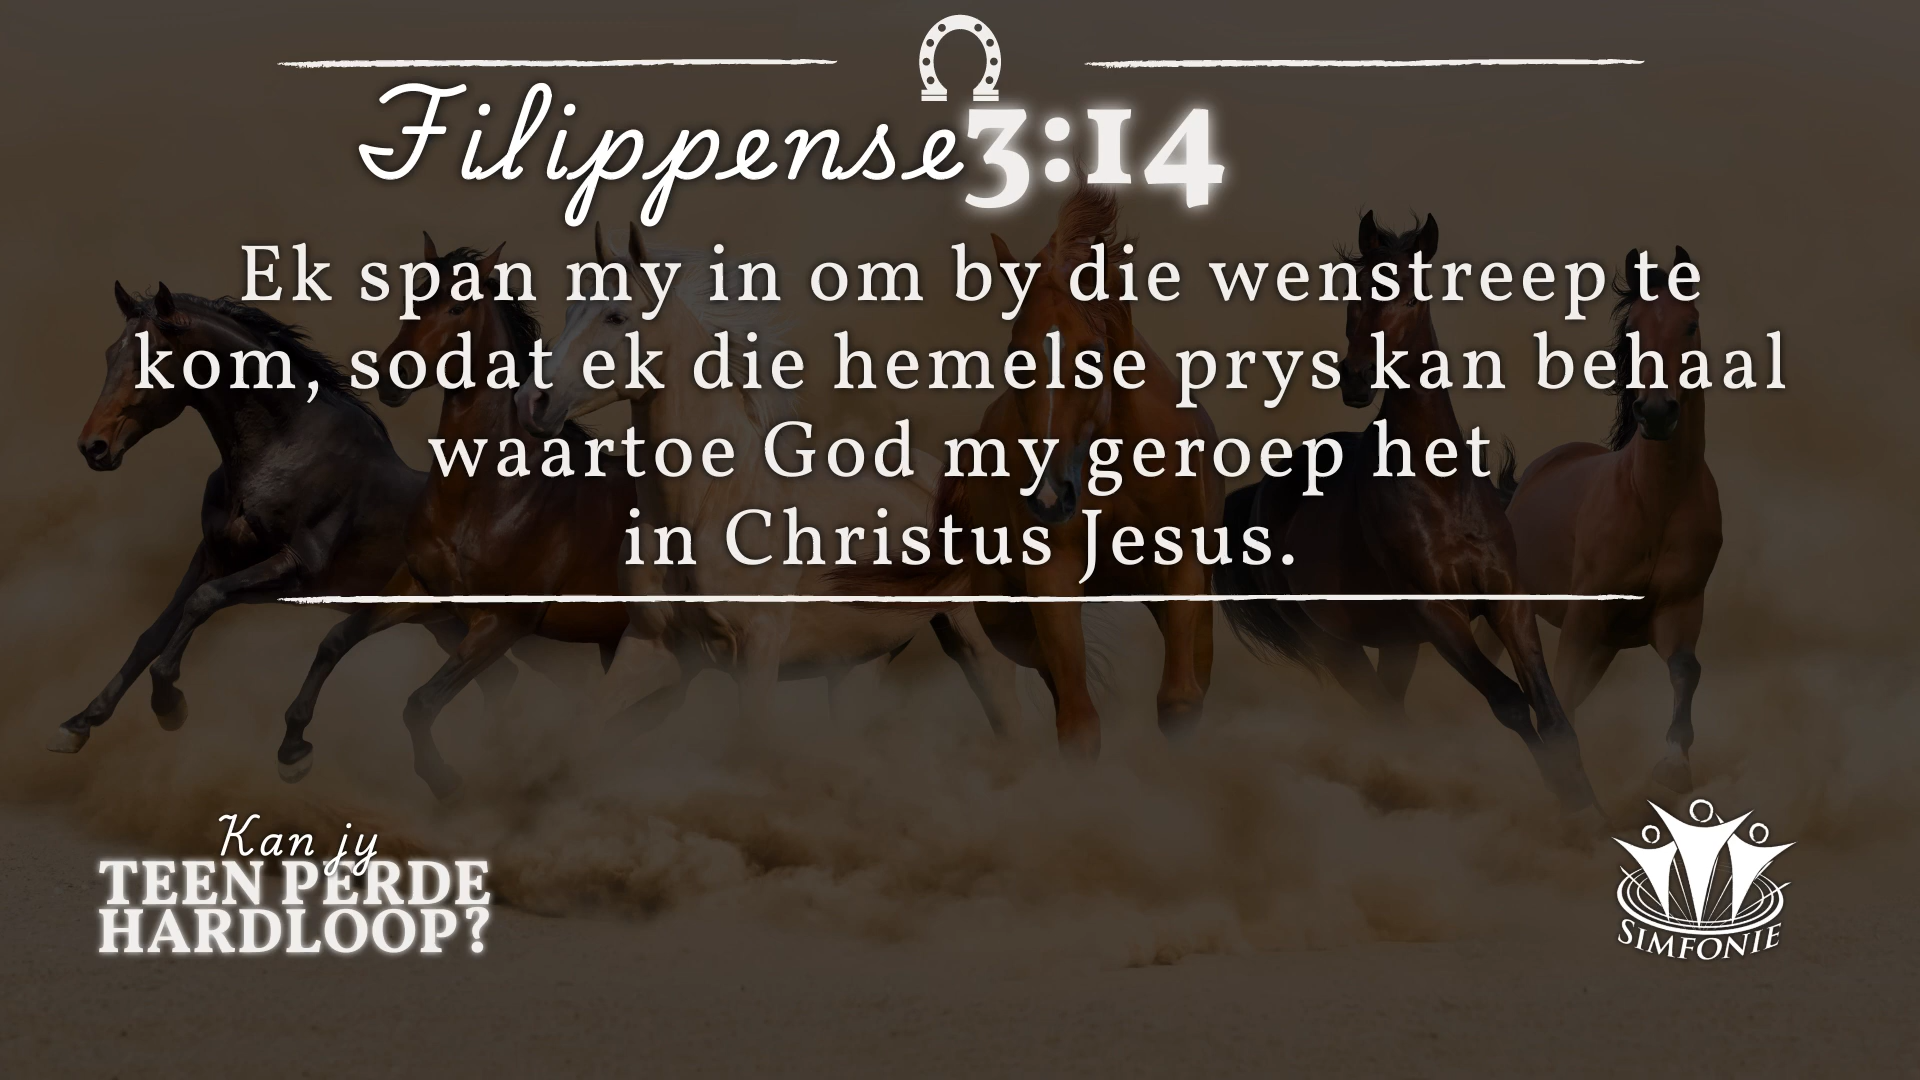 Filippense 3:14
Ek span my in om by die wenstreep te
kom, sodat ek die hemelse prys kan behaal
waartoe God my geroep het
in Christus Jesus.
Kan jy
TEEN PERDE
HARDLOOP?
SIMFONIE